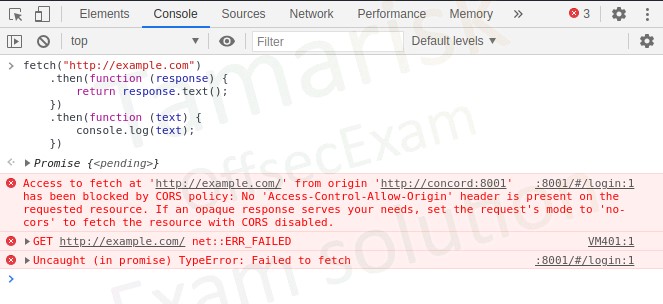 Elements Console Sources Network Performance Memory » 3
top Filter Default levels
fetch("http://example.com")
.then(function (response) {
return response.text();
})
.then(function (text) {
console.log(text);
})
Promise {<pending>}
Access to fetch at 'http://example.com/' from origin 'http://concord:8001' :8001/#/login:1
has been blocked by CORS policy: No 'Access-Control-Allow-Origin' header is present on the
requested resource. If an opaque response serves your needs, set the request's mode to 'no-
cors' to fetch the resource with CORS disabled.
GET http://example.com/ net::ERR_FAILED VM401:1
Uncaught (in promise) TypeError: Failed to fetch :8001/#/login:1
Tamarisk
OffsecExam
Exam solution